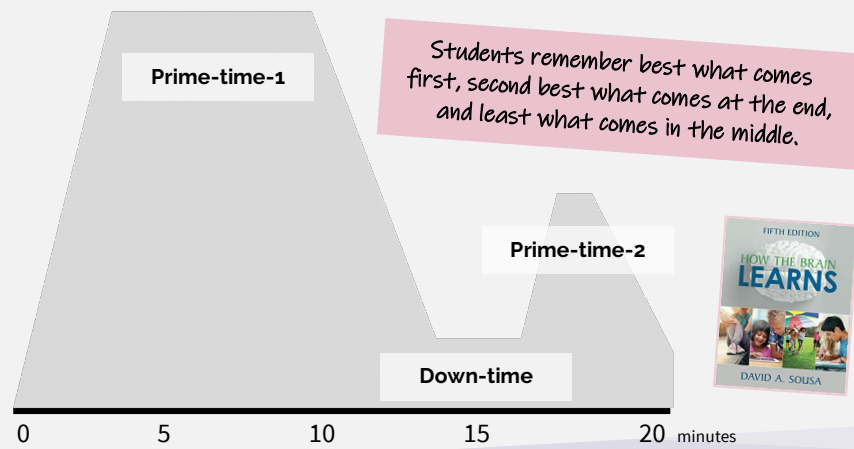 Prime-time-1
Students remember best what comes
first, second best what comes at the end,
and least what comes in the middle.
Prime-time-2
Down-time
0 5 10 15 20 minutes
FIFTH EDITION
HOW THE BRAIN
LEARNS
DAVID A. SOUSA